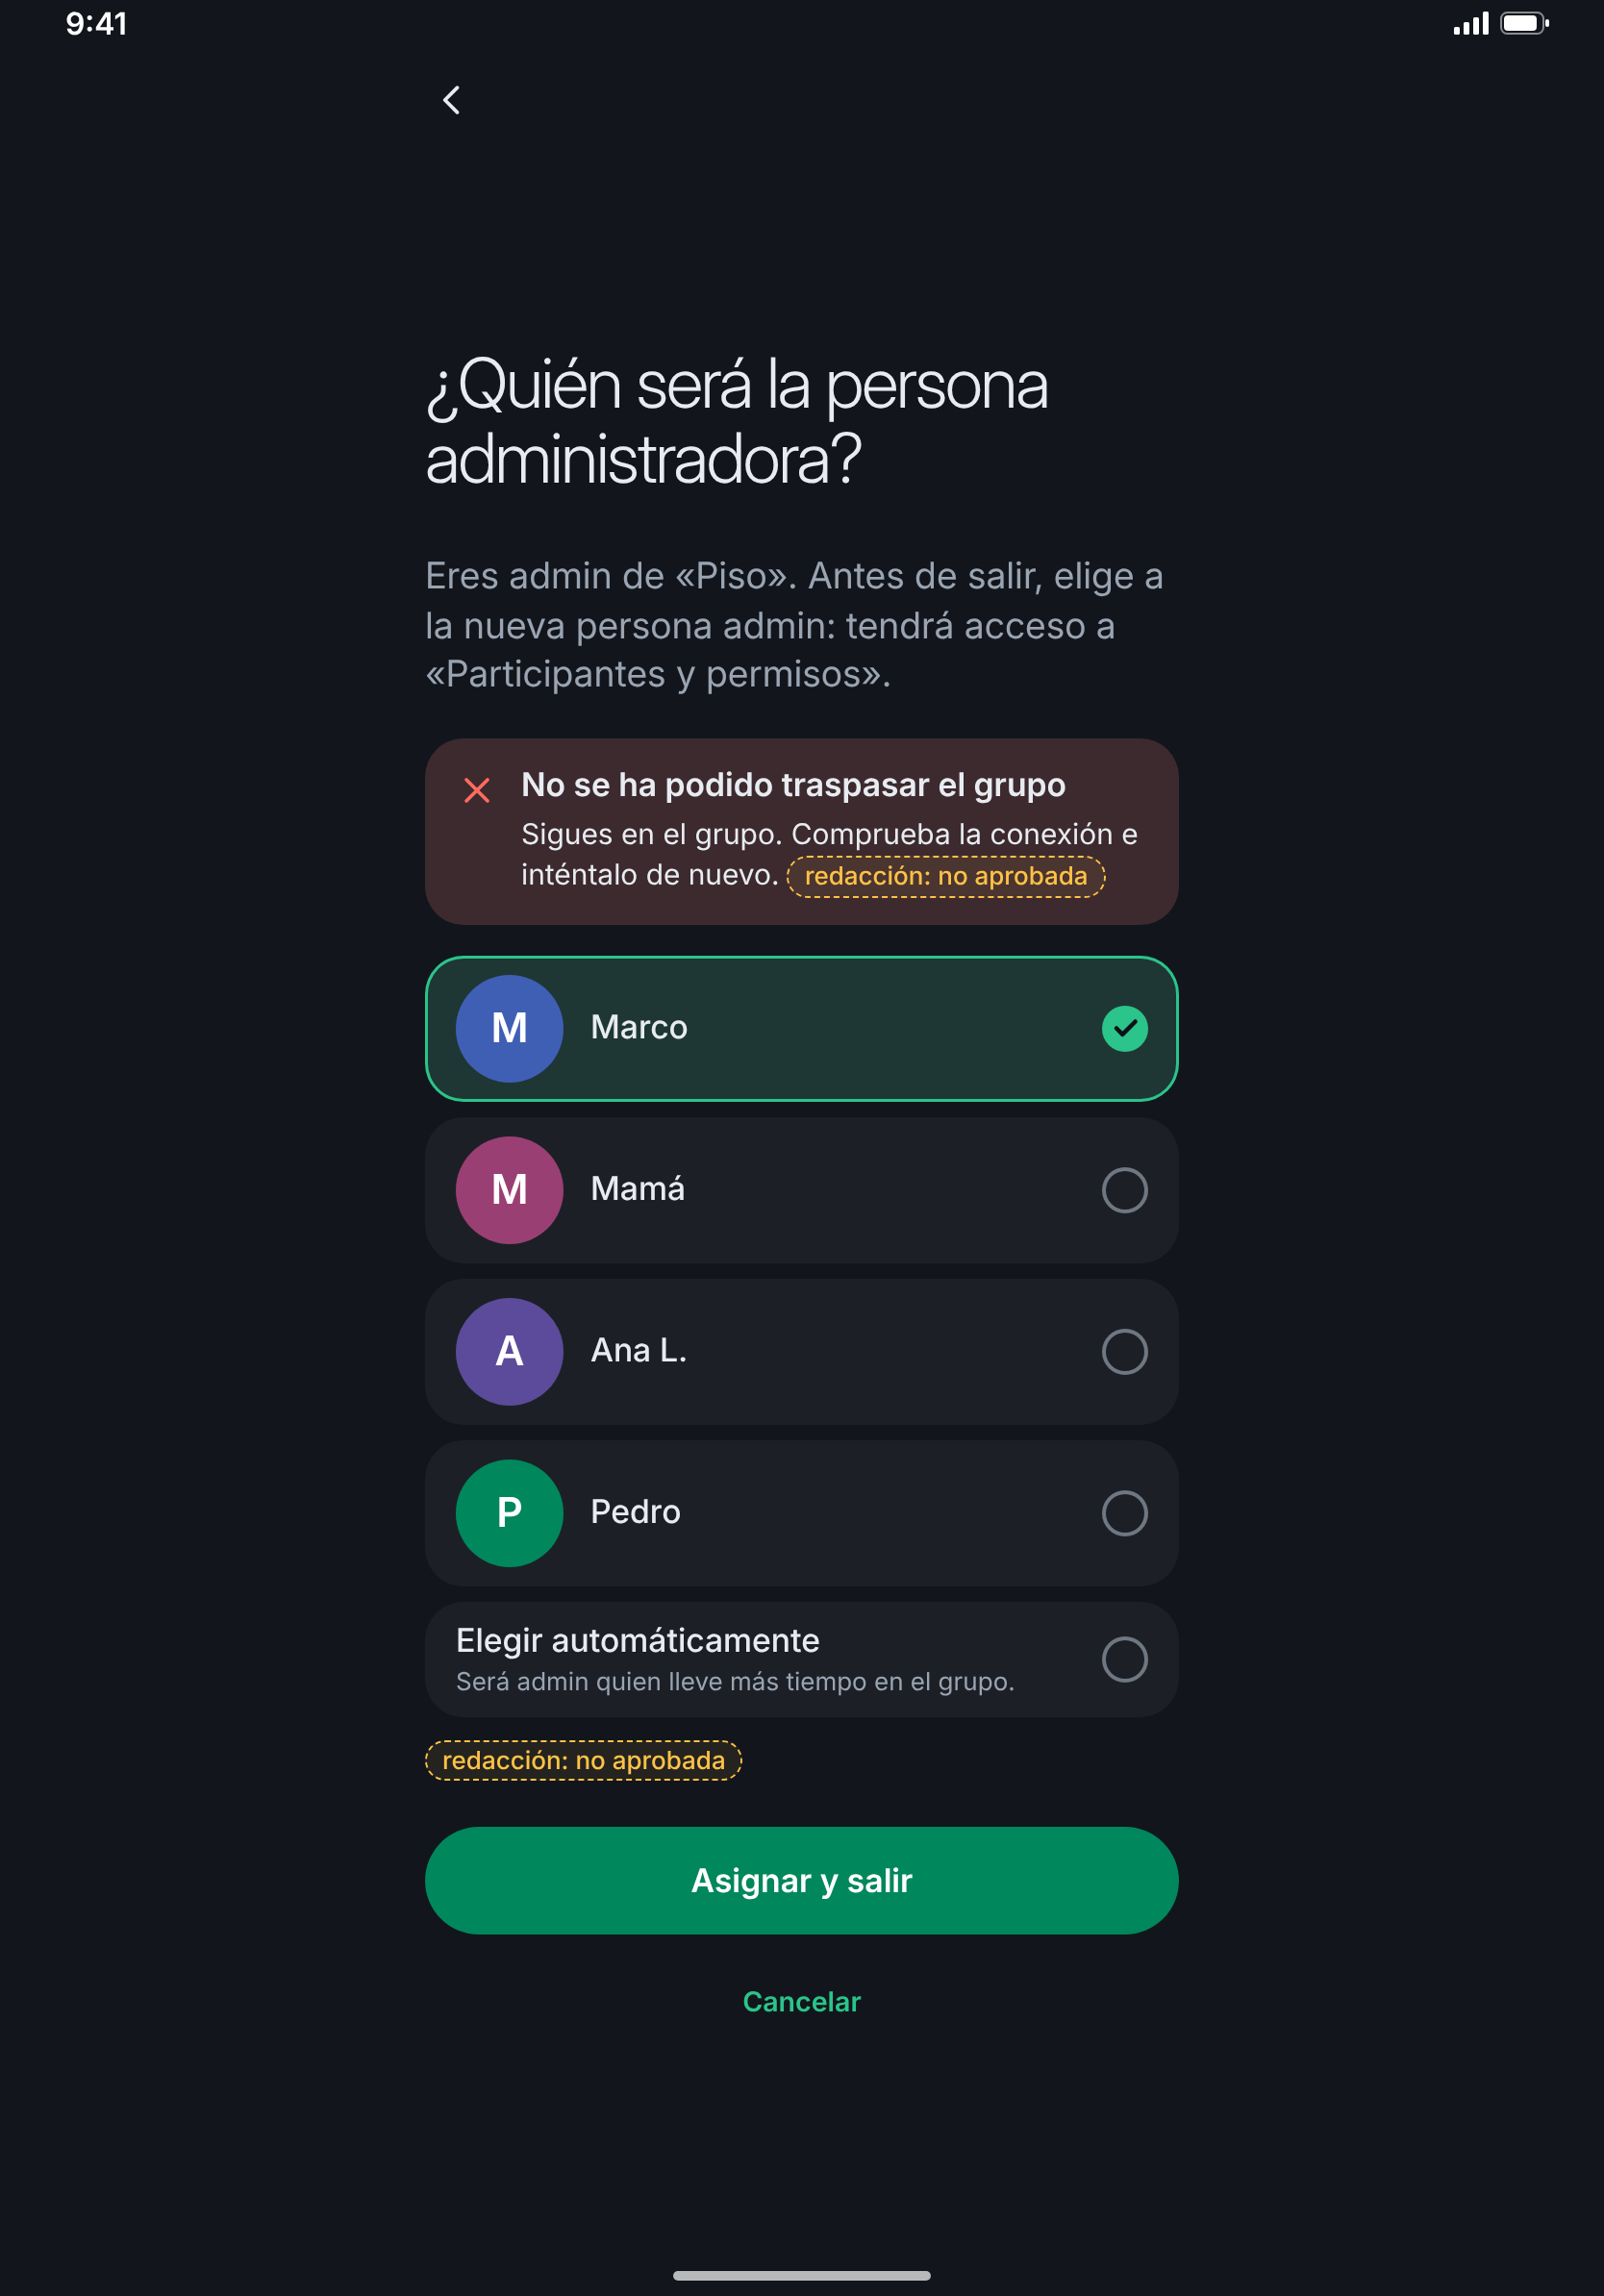 9:41
¿Quién será la persona
administradora?
Eres admin de «Piso». Antes de salir, elige a
la nueva persona admin: tendrá acceso a
«Participantes y permisos».
No se ha podido traspasar el grupo
Sigues en el grupo. Comprueba la conexión e
inténtalo de nuevo. redacción: no aprobada
M Marco
M Mamá
A Ana L.
P Pedro
Elegir automáticamente
Será admin quien lleve más tiempo en el grupo.
redacción: no aprobada
Asignar y salir
Cancelar